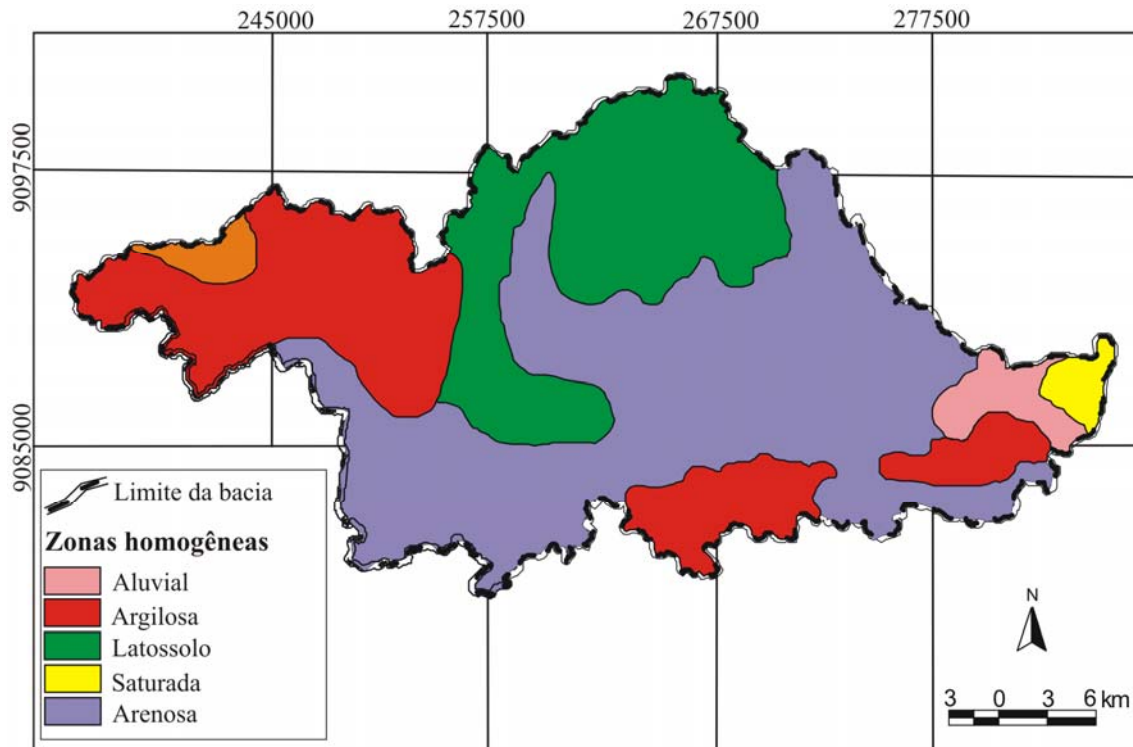 245000 257500 267500 277500
9097500
9085000
Limite da bacia
Zonas homogêneas
Aluvial
Argilosa
Latossolo
Saturada
Arenosa
N
3 0 3 6 km